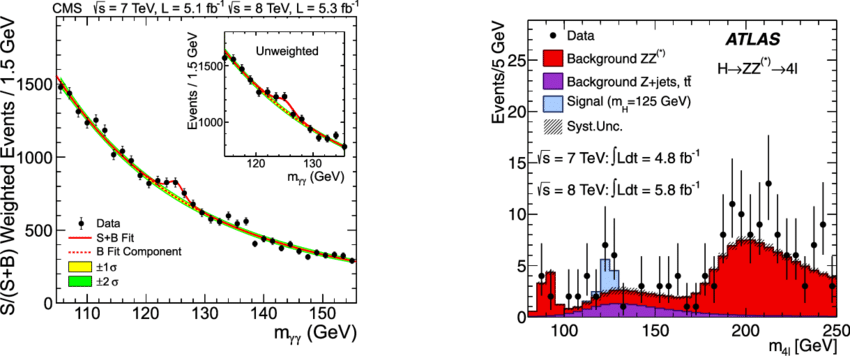 CMS √s = 7 TeV, L = 5.1 fb⁻¹ √s = 8 TeV, L = 5.3 fb⁻¹
S/(S+B) Weighted Events / 1.5 GeV
1500
1000
500
0
Unweighted
Events / 1.5 GeV
1500
1000
120
130
mγγ (GeV)
Data
S+B Fit
B Fit Component
±1σ
±2 σ
110 120 130 140 150
mγγ (GeV)
Events/5 GeV
25
20
15
10
5
0
Data
Background ZZ(*)
Background Z+jets, tt̄
Signal (mH=125 GeV)
Syst.Unc.
ATLAS
H→ZZ(*)→4l
√s = 7 TeV: ∫Ldt = 4.8 fb⁻¹
√s = 8 TeV: ∫Ldt = 5.8 fb⁻¹
100 150 200 250
m4l [GeV]